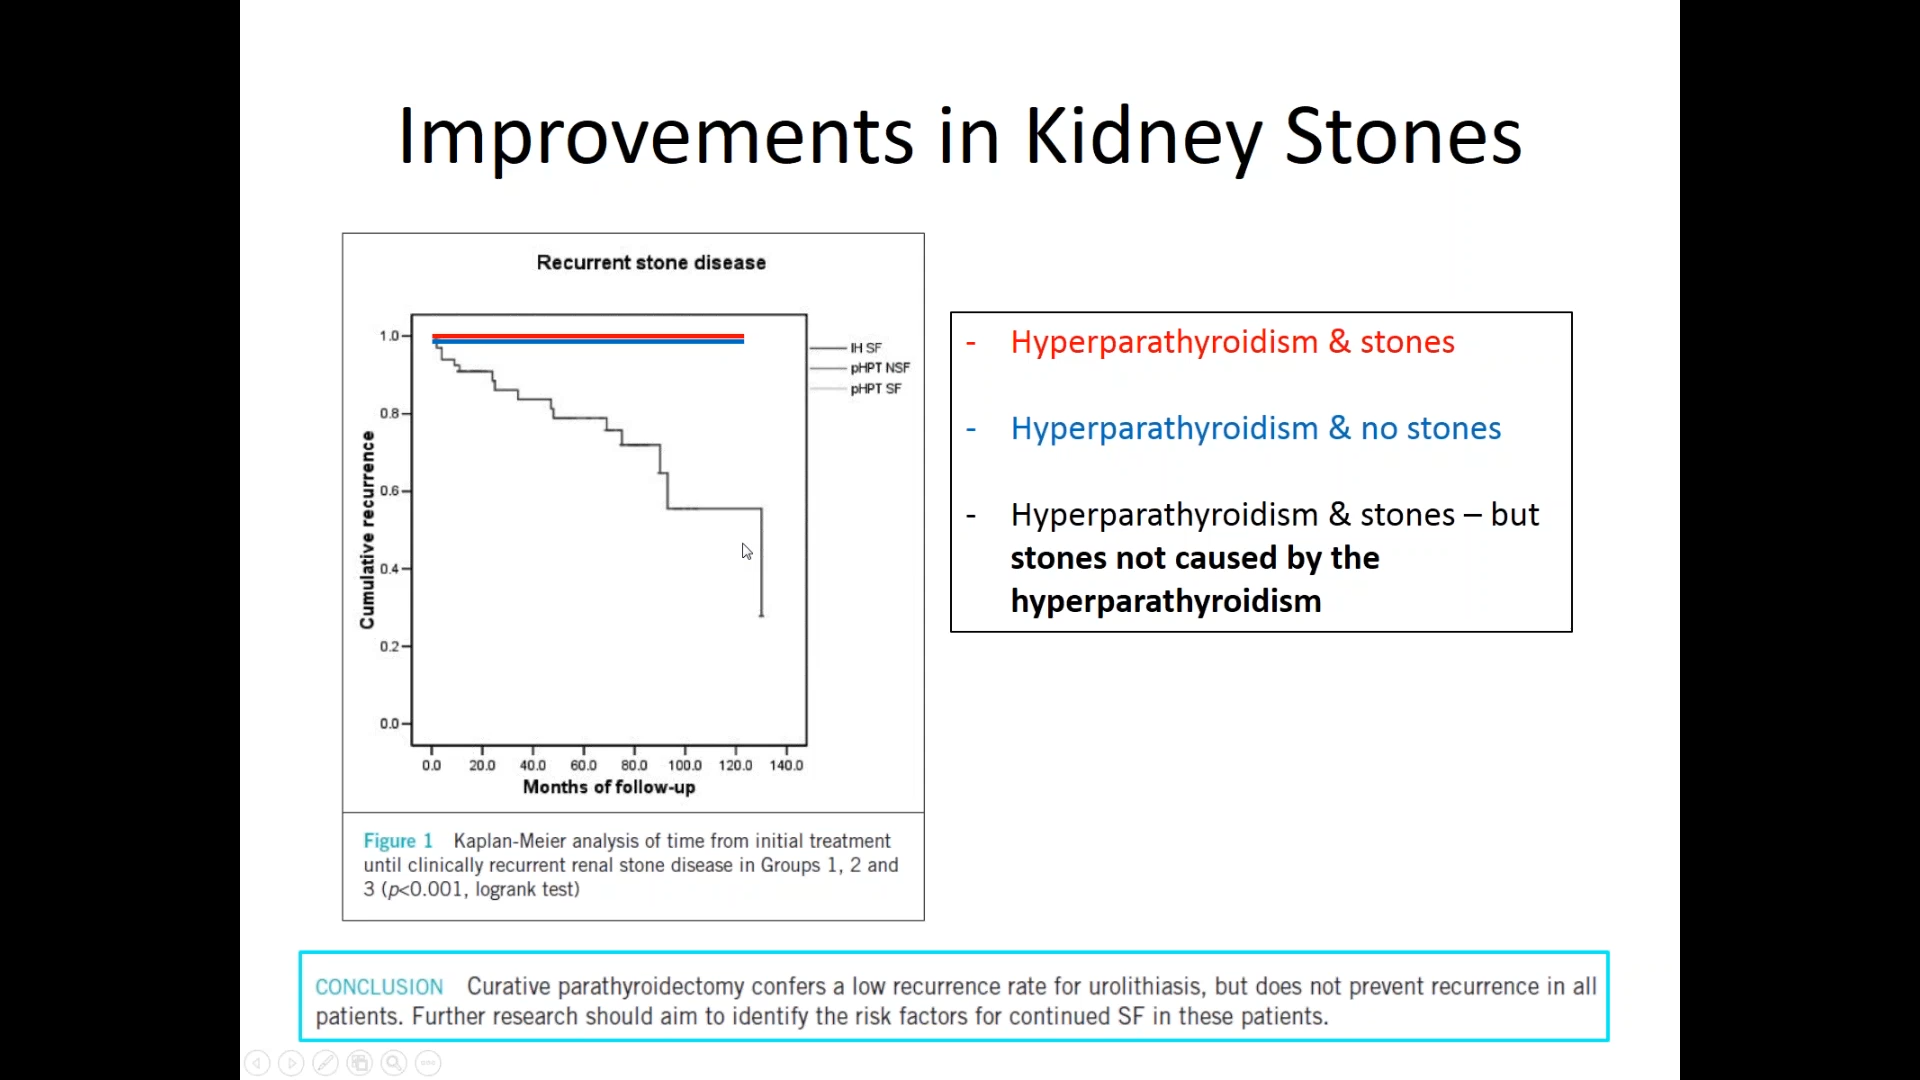 Improvements in Kidney Stones
Recurrent stone disease
1.0
0.8
0.6
0.4
0.2
0.0
Cumulative recurrence
IH SF
pHPT NSF
pHPT SF
0.0 20.0 40.0 60.0 80.0 100.0 120.0 140.0
Months of follow-up
Figure 1 Kaplan-Meier analysis of time from initial treatment
until clinically recurrent renal stone disease in Groups 1, 2 and
3 (p<0.001, logrank test)
- Hyperparathyroidism & stones
- Hyperparathyroidism & no stones
- Hyperparathyroidism & stones – but
stones not caused by the
hyperparathyroidism
CONCLUSION Curative parathyroidectomy confers a low recurrence rate for urolithiasis, but does not prevent recurrence in all
patients. Further research should aim to identify the risk factors for continued SF in these patients.